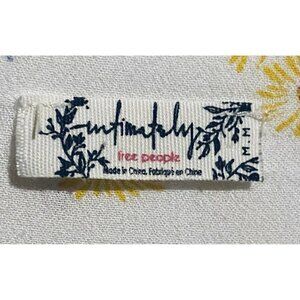 intimately
free people
Made in China. Fabriqué en Chine
M